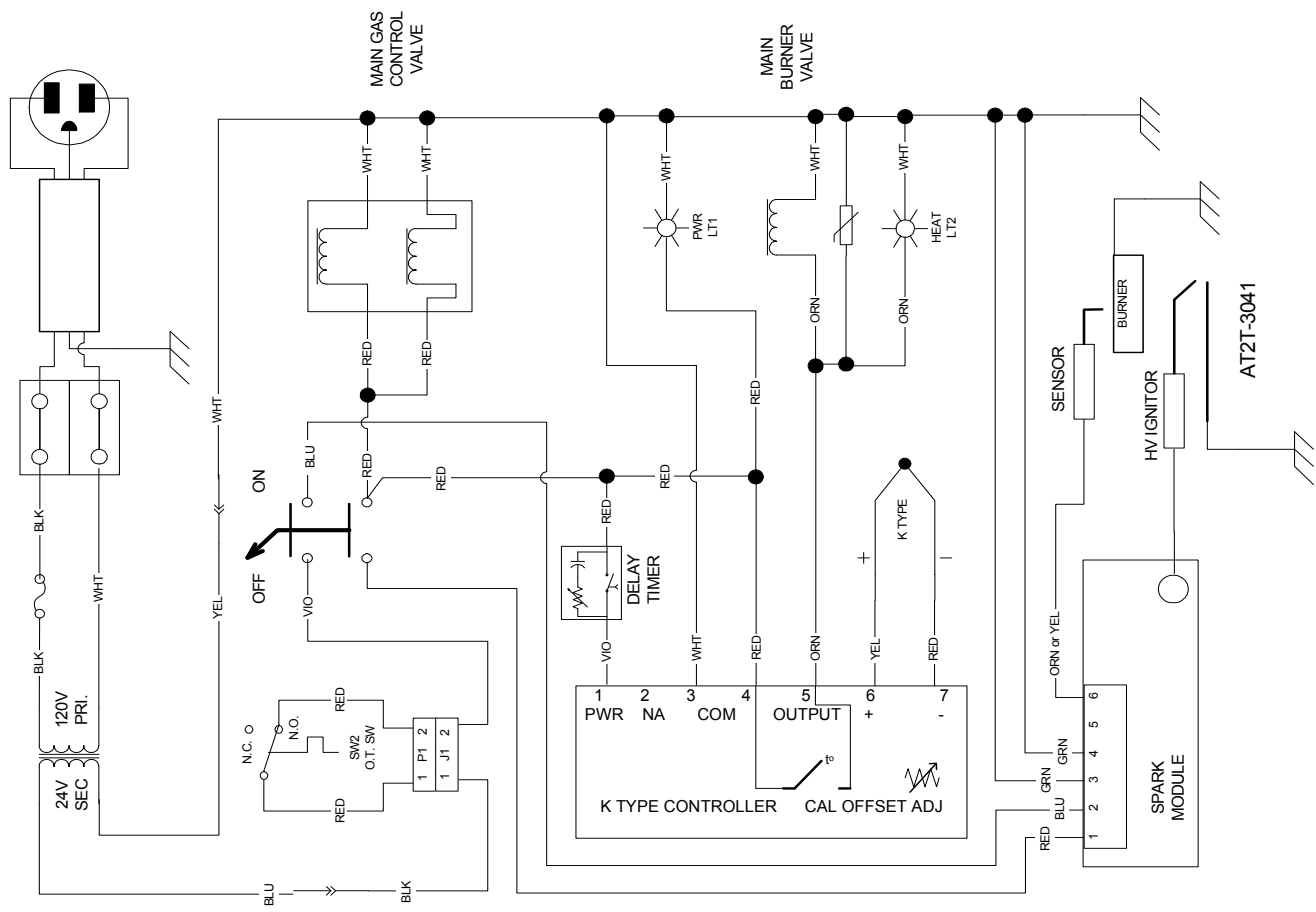 MAIN GAS
CONTROL
VALVE
MAIN
BURNER
VALVE
BLK
BLK
WHT
120V
PRI.
24V
SEC
WHT
YEL
BLU
BLK
OFF
ON
VIO
BLU
RED
RED
RED
WHT
WHT
RED
RED
N.C.
N.O.
RED
RED
SW2
O.T. SW
1 P1 2
1 J1 2
RED
DELAY
TIMER
VIO
WHT
RED
RED
PWR
LT1
WHT
WHT
ORN
ORN
HEAT
LT2
WHT
ORN
K TYPE
+
-
YEL
RED
1 2 3 4 5 6 7
PWR NA COM OUTPUT + -
tº
K TYPE CONTROLLER
CAL OFFSET ADJ
SENSOR
BURNER
HV IGNITOR
AT2T-3041
ORN or YEL
GRN
GRN
BLU
RED
1 2 3 4 5 6
SPARK
MODULE